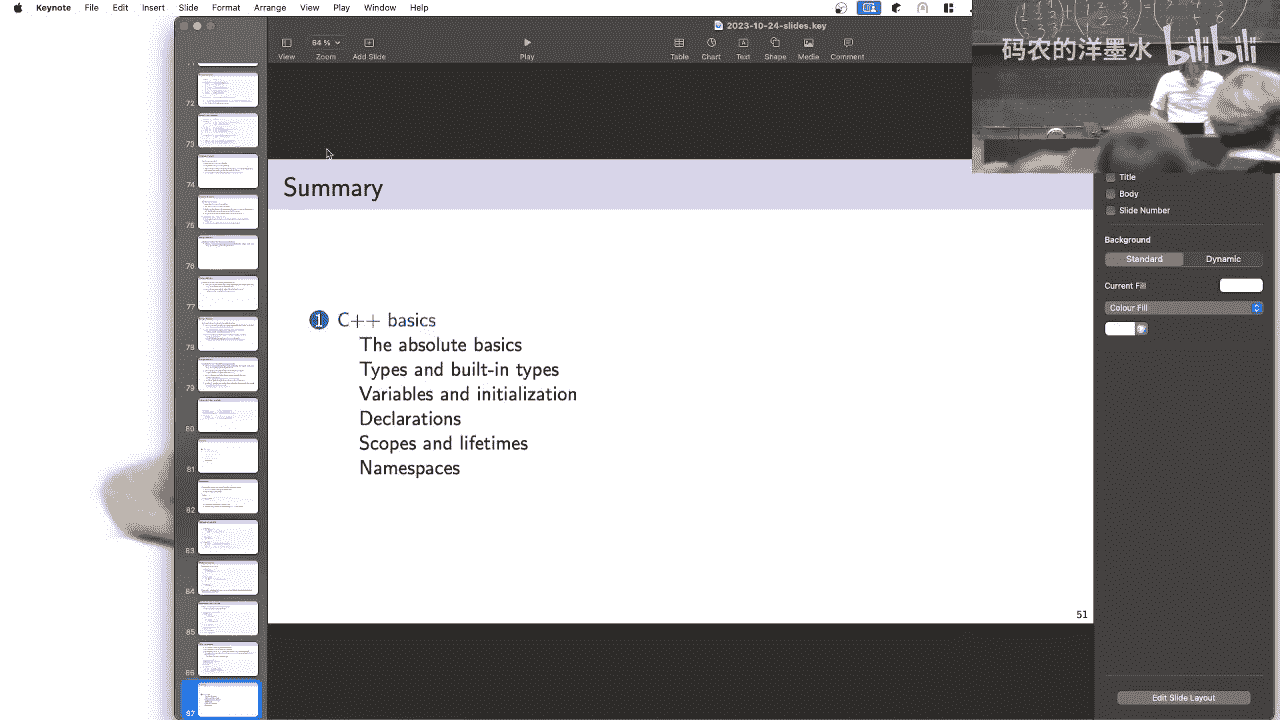 Keynote File Edit Insert Slide Format Arrange View Play Window Help
2023-10-24-slides.key
64 %
View Zoom Add Slide Play Table Chart Text Shape Media Comment
码农的洋墨水 bilibili
72
73
74
75
76
77
78
79
80
81
82
83
84
85
86
87
Summary
1 C++ basics
The absolute basics
Types and built-in types
Variables and initialization
Declarations
Scopes and lifetimes
Namespaces
Title
Body
Slide Number
Background
Standard Dynamic
Current Fill
Colour Fill
Edit Slide Layout